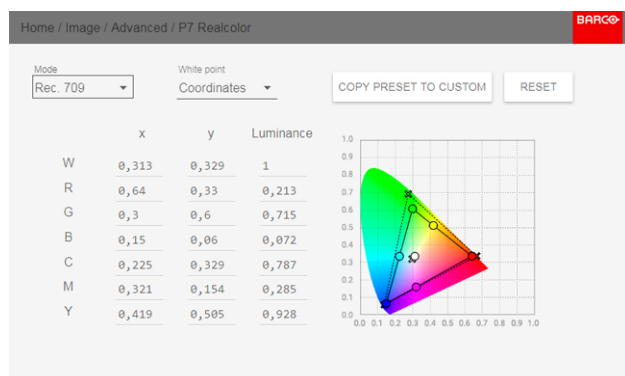 Home / Image / Advanced / P7 Realcolor
BARCO
Mode
Rec. 709
White point
Coordinates
COPY PRESET TO CUSTOM
RESET
x y Luminance
W 0,313 0,329 1
R 0,64 0,33 0,213
G 0,3 0,6 0,715
B 0,15 0,06 0,072
C 0,225 0,329 0,787
M 0,321 0,154 0,285
Y 0,419 0,505 0,928
1.0
0.9
0.8
0.7
0.6
0.5
0.4
0.3
0.2
0.1
0.0
0.0 0.1 0.2 0.3 0.4 0.5 0.6 0.7 0.8 0.9 1.0